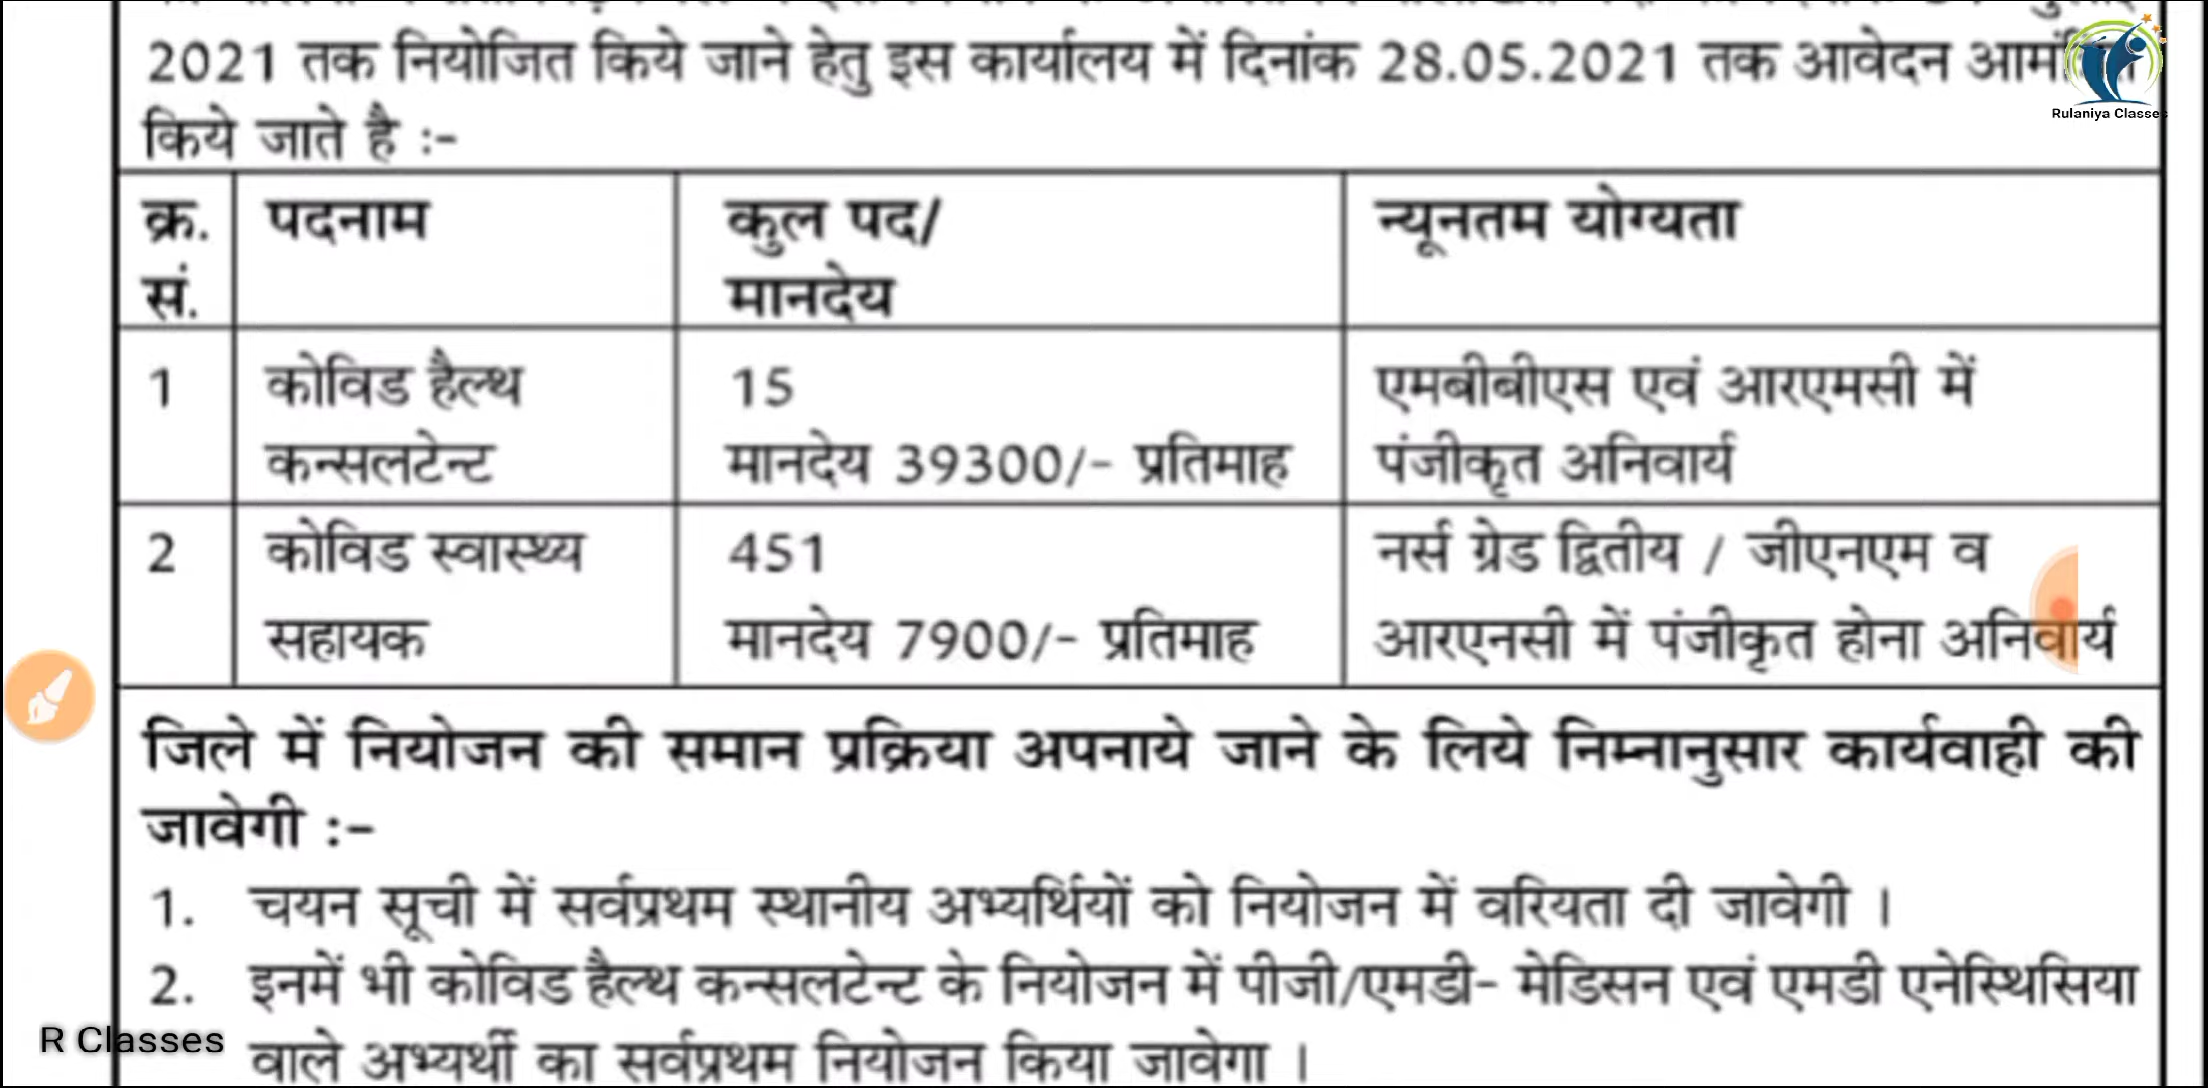 2021 तक नियोजित किये जाने हेतु इस कार्यालय में दिनांक 28.05.2021 तक आवेदन
किये जाते है :-
Rulaniya Classes
क्र. सं. पदनाम कुल पद/ मानदेय न्यूनतम योग्यता
1 कोविड हैल्थ कन्सलटेन्ट 15 मानदेय 39300/- प्रतिमाह एमबीबीएस एवं आरएमसी में पंजीकृत अनिवार्य
2 कोविड स्वास्थ्य सहायक 451 मानदेय 7900/- प्रतिमाह नर्स ग्रेड द्वितीय / जीएनएम व आरएनसी में पंजीकृत होना अनिवार्य
जिले में नियोजन की समान प्रक्रिया अपनाये जाने के लिये निम्नानुसार कार्यवाही की
जावेगी :-
1. चयन सूची में सर्वप्रथम स्थानीय अभ्यर्थियों को नियोजन में वरियता दी जावेगी ।
2. इनमें भी कोविड हैल्थ कन्सलटेन्ट के नियोजन में पीजी/एमडी- मेडिसन एवं एमडी एनेस्थिसिया
वाले अभ्यर्थी का सर्वप्रथम नियोजन किया जावेगा ।
R Classes